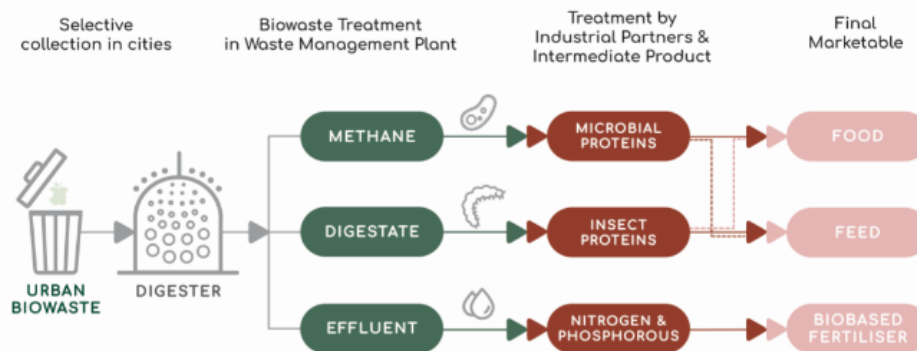 Selective
collection in cities
Biowaste Treatment
in Waste Management Plant
Treatment by
Industrial Partners &
Intermediate Product
Final
Marketable
METHANE
MICROBIAL
PROTEINS
FOOD
URBAN
BIOWASTE
DIGESTER
DIGESTATE
INSECT
PROTEINS
FEED
EFFLUENT
NITROGEN &
PHOSPHOROUS
BIOBASED
FERTILISER